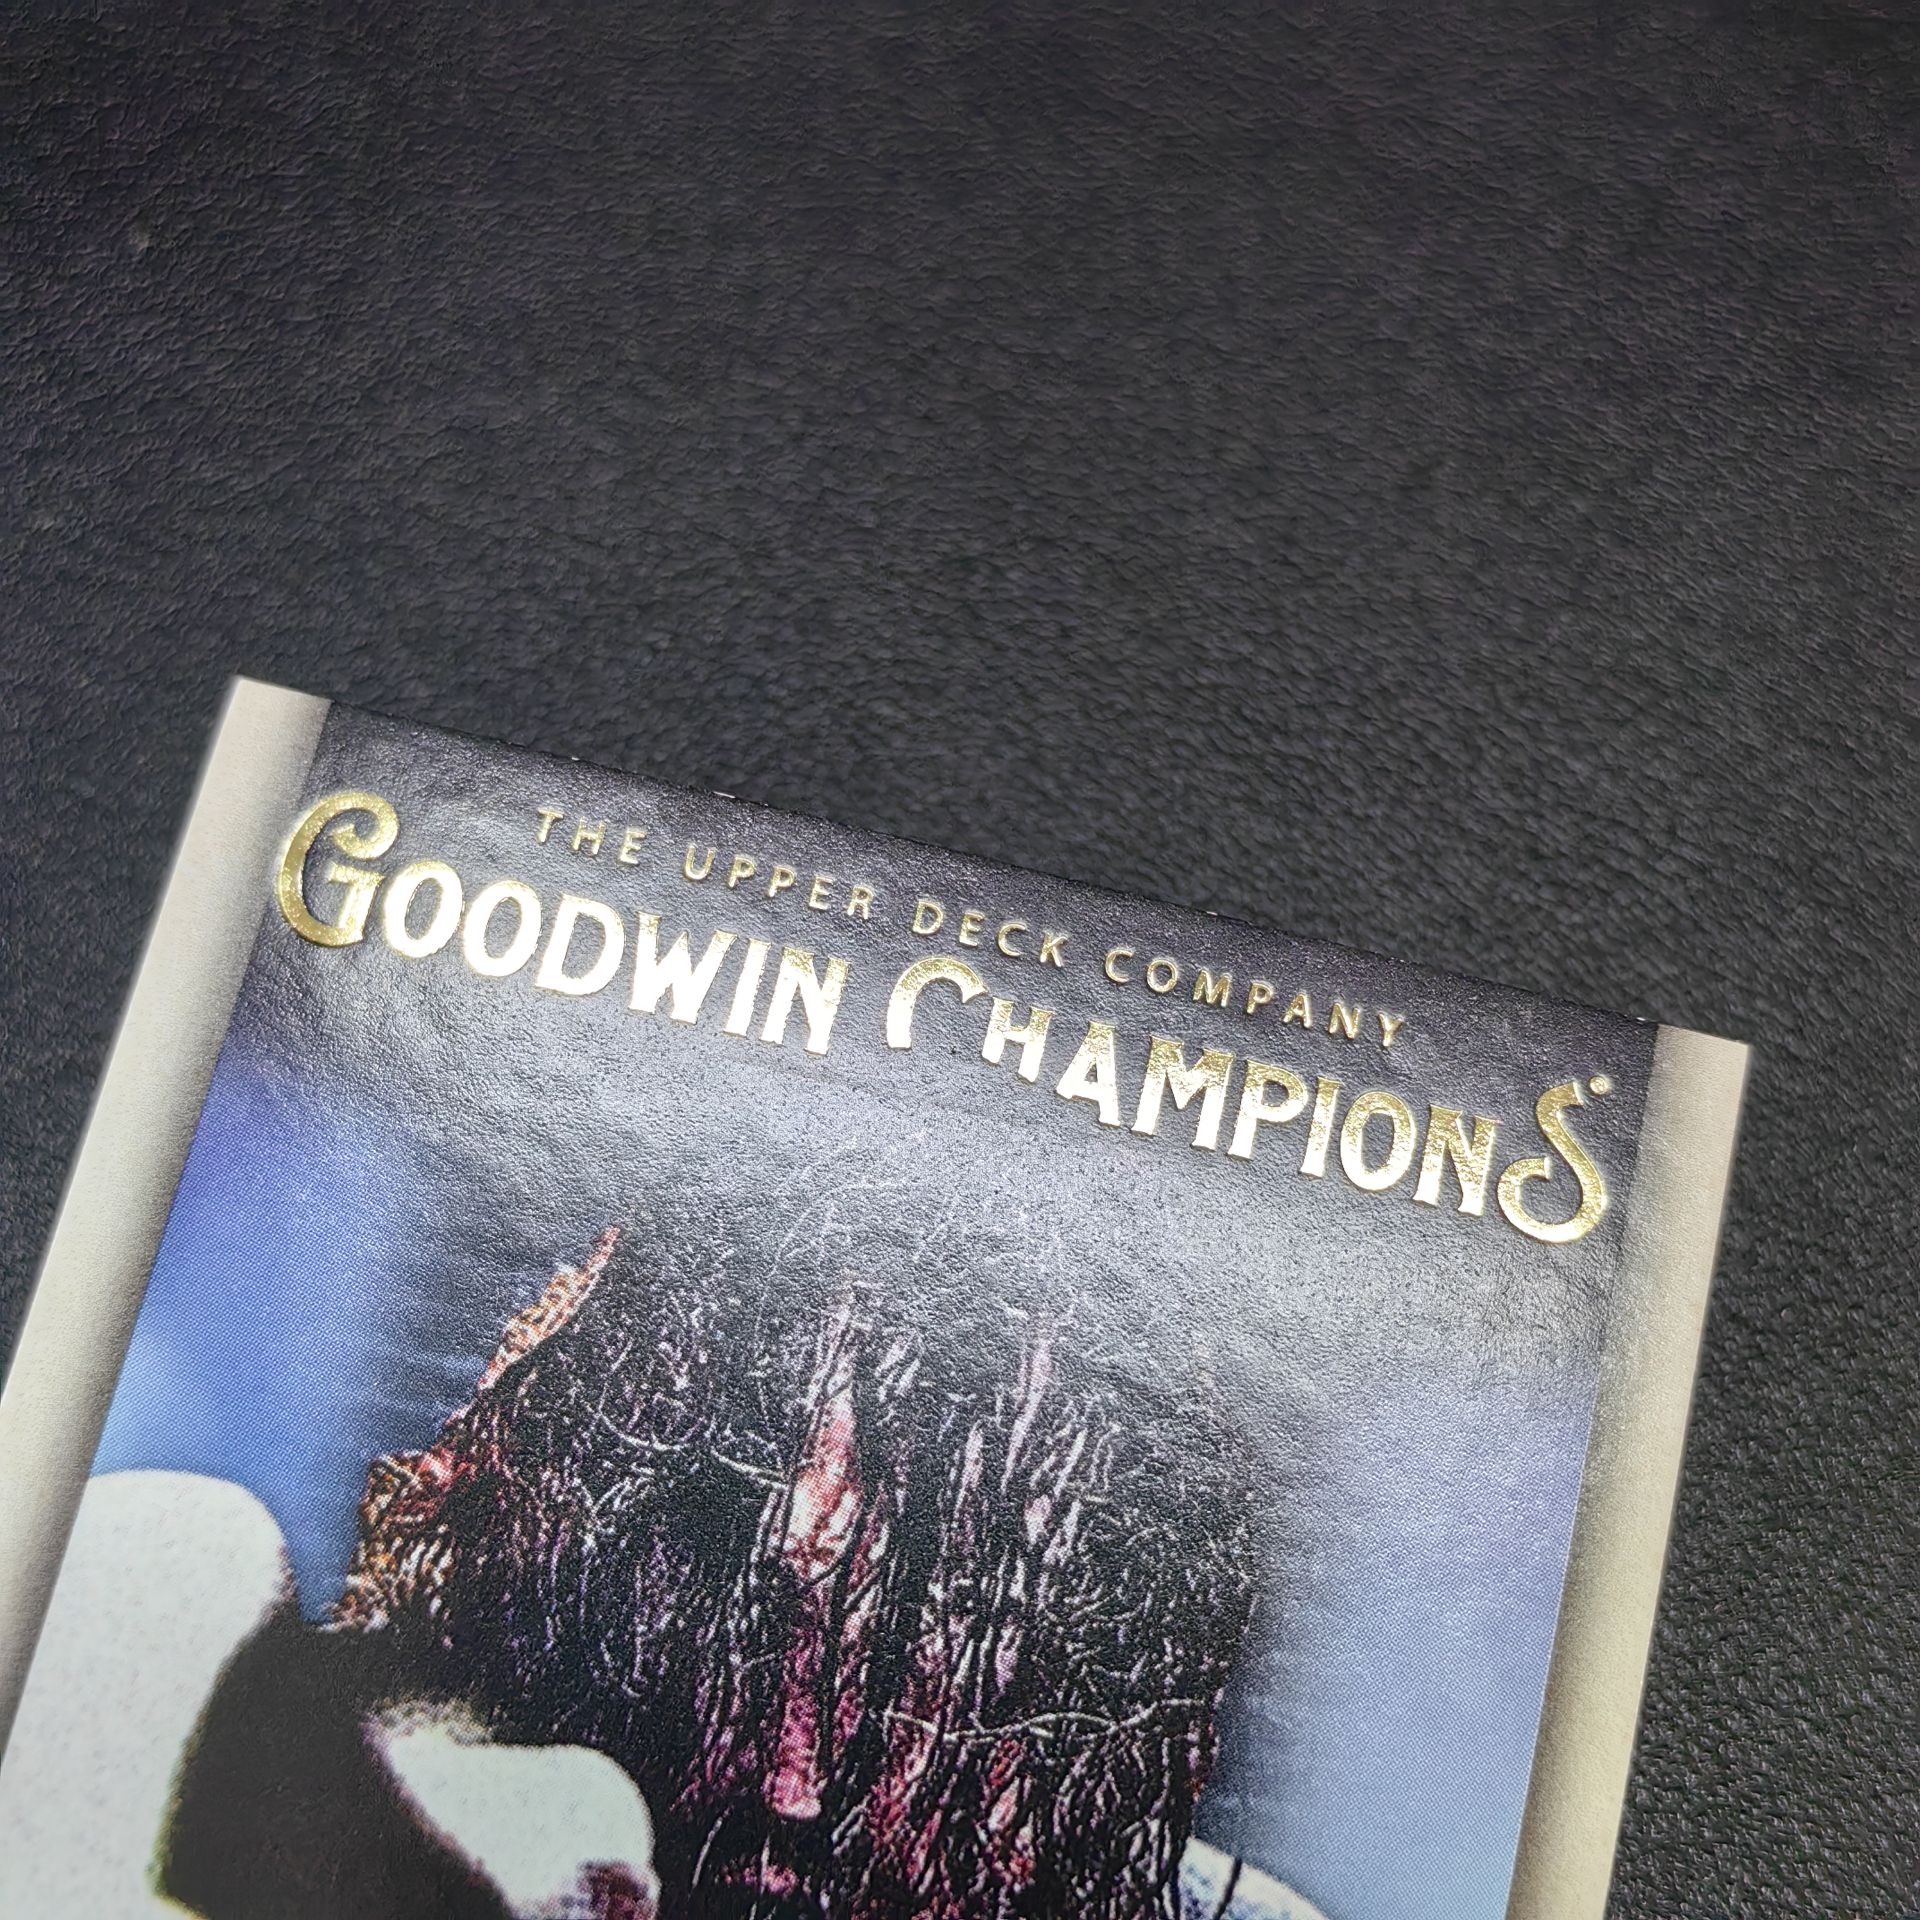 THE UPPER DECK COMPANY
GOODWIN CHAMPIONS®